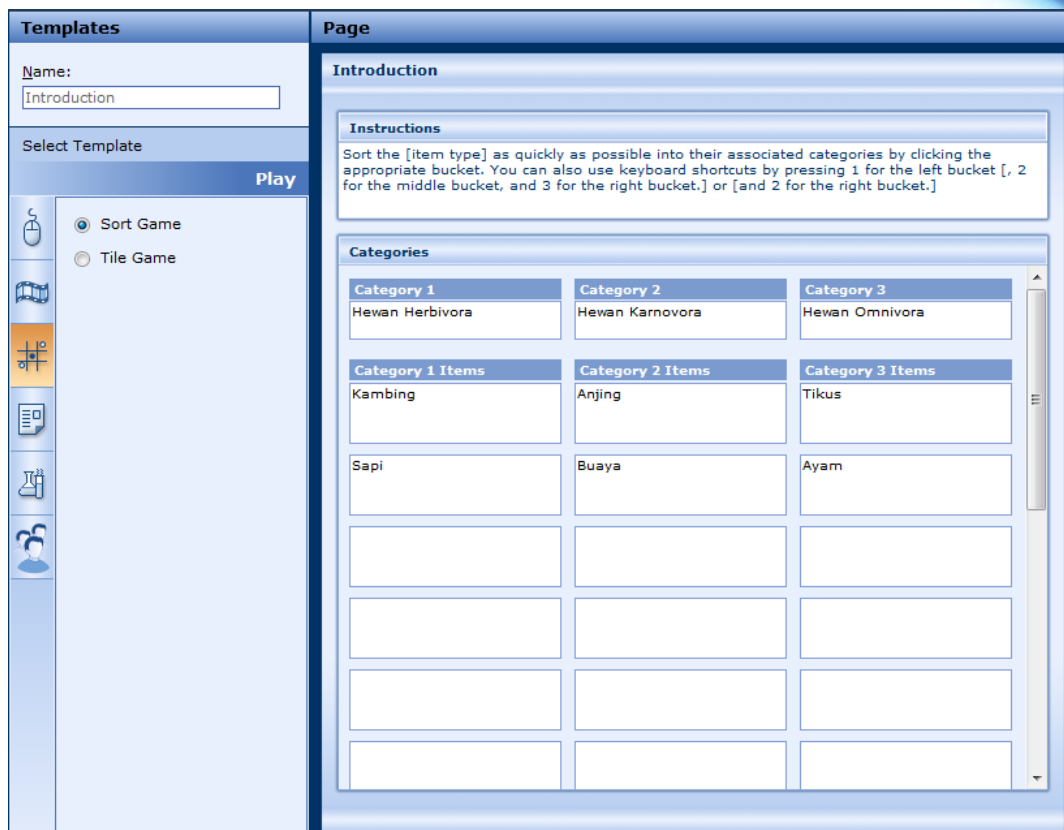 Templates
Name:
Introduction
Select Template
Play
Sort Game
Tile Game
Page
Introduction
Instructions
Sort the [item type] as quickly as possible into their associated categories by clicking the
appropriate bucket. You can also use keyboard shortcuts by pressing 1 for the left bucket [, 2
for the middle bucket, and 3 for the right bucket.] or [and 2 for the right bucket.]
Categories
Category 1 Category 2 Category 3
Hewan Herbivora Hewan Karnovora Hewan Omnivora
Category 1 Items Category 2 Items Category 3 Items
Kambing Anjing Tikus
Sapi Buaya Ayam